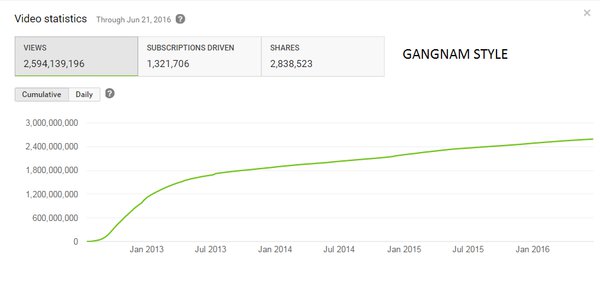 Video statistics Through Jun 21, 2016 ?
×
VIEWS
2,594,139,196
SUBSCRIPTIONS DRIVEN
1,321,706
SHARES
2,838,523
GANGNAM STYLE
Cumulative Daily ?
3,000,000,000
2,400,000,000
1,800,000,000
1,200,000,000
600,000,000
0
Jan 2013 Jul 2013 Jan 2014 Jul 2014 Jan 2015 Jul 2015 Jan 2016